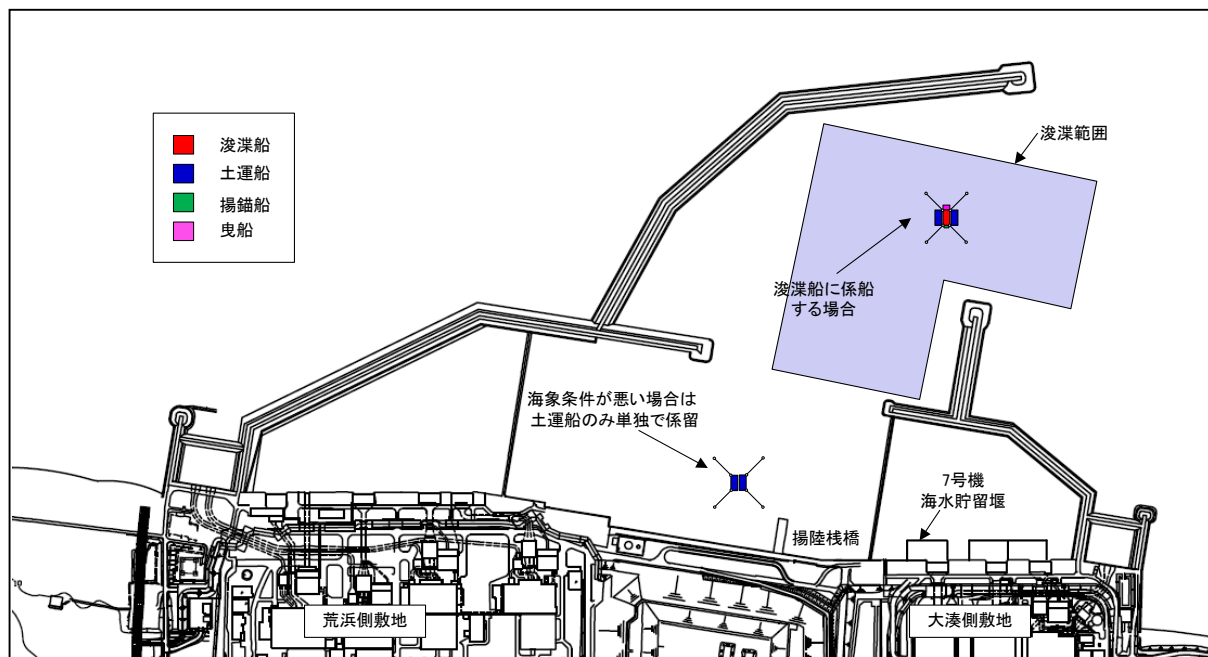 浚渫船
土運船
揚錨船
曳船
浚渫範囲
浚渫船に係船
する場合
海象条件が悪い場合は
土運船のみ単独で係留
7号機
海水貯留堰
揚陸桟橋
荒浜側敷地
大湊側敷地